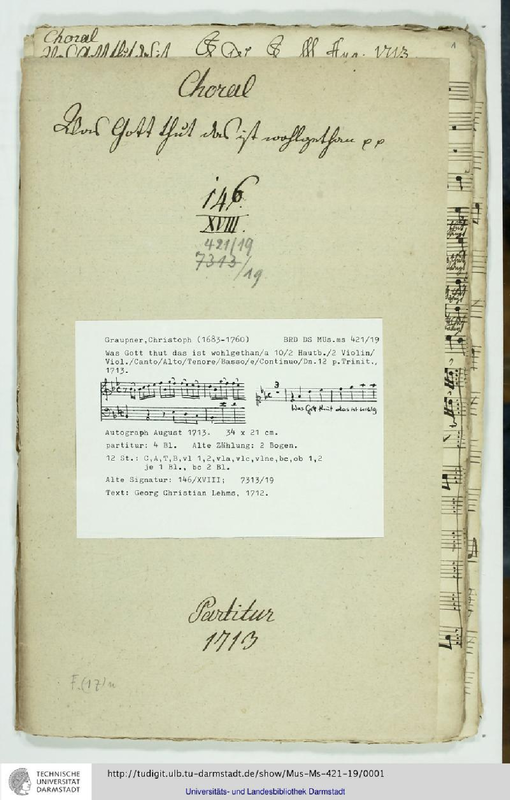 Choral
1713.
Choral
Was Gott thut das ist wohlgethan pp
146.
XVIII.
421/19
7313/19
Graupner,Christoph (1683-1760) BRD DS Mus.ms 421/19
Was Gott thut das ist wohlgethan/a 10/2 Hautb./2 Violin/
Viol./Canto/Alto/Tenore/Basso/e/Continuo/Dn.12 p.Trinit.,
1713.
3
Was Gott thut das ist wohlg
Autograph August 1713. 34 x 21 cm.
partitur: 4 Bl. Alte Zählung: 2 Bogen.
12 St.: C,A,T,B,vl 1,2,vla,vlc,vlne,bc,ob 1,2
je 1 Bl., bc 2 Bl.
Alte Signatur: 146/XVIII; 7313/19
Text: Georg Christian Lehms, 1712.
Partitur
1713
TECHNISCHE
UNIVERSITÄT
DARMSTADT
http://tudigit.ulb.tu-darmstadt.de/show/Mus-Ms-421-19/0001
Universitäts- und Landesbibliothek Darmstadt